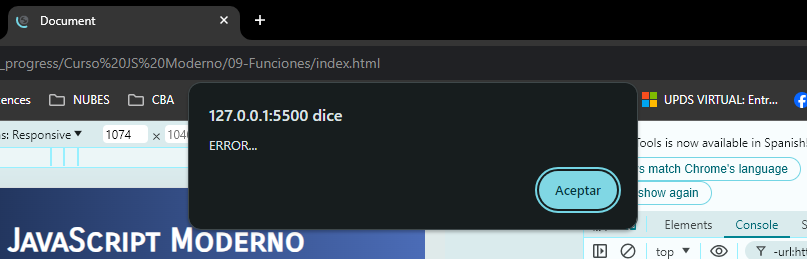 Document
_progress/Curso%20JS%20Moderno/09-Funciones/index.html
ences NUBES CBA UPDS VIRTUAL: Entr...
127.0.0.1:5500 dice
ERROR...
Aceptar
s: Responsive 1074 × 1040
Tools is now available in Spanish!
s match Chrome's language
show again
Elements Console S
top -url:ht
JavaScript Moderno